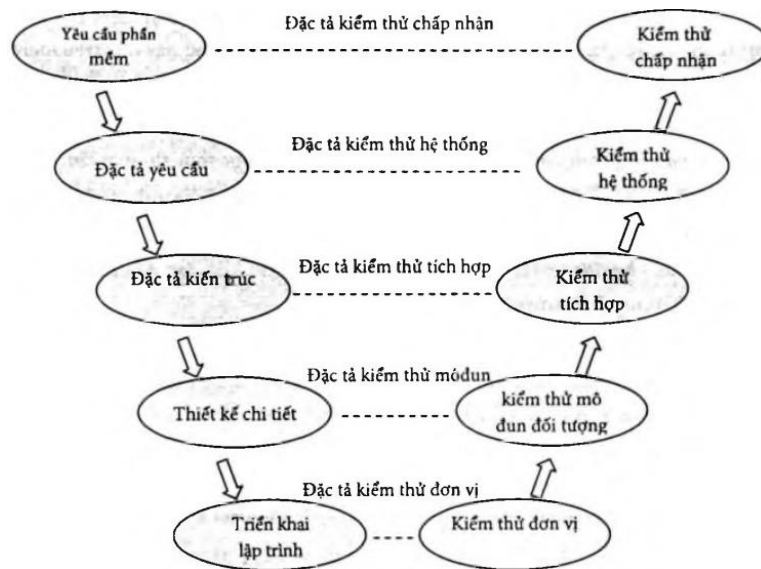 Yêu cấu phấn
mềm
Đặc tả kiểm thử chấp nhận
Kiểm thử
chấp nhận
Đặc tả yêu cầu
Đặc tả kiểm thử hệ thống
Kiểm thử
hệ thống
Đặc tả kiến trúc
Đặc tả kiểm thử tích hợp
Kiểm thử
tích hợp
Thiết kế chi tiết
Đặc tả kiểm thử móđun
kiểm thử mô
đun đối tượng
Triển khai
lập trình
Đặc tả kiểm thử đơn vị
Kiểm thử đơn vị